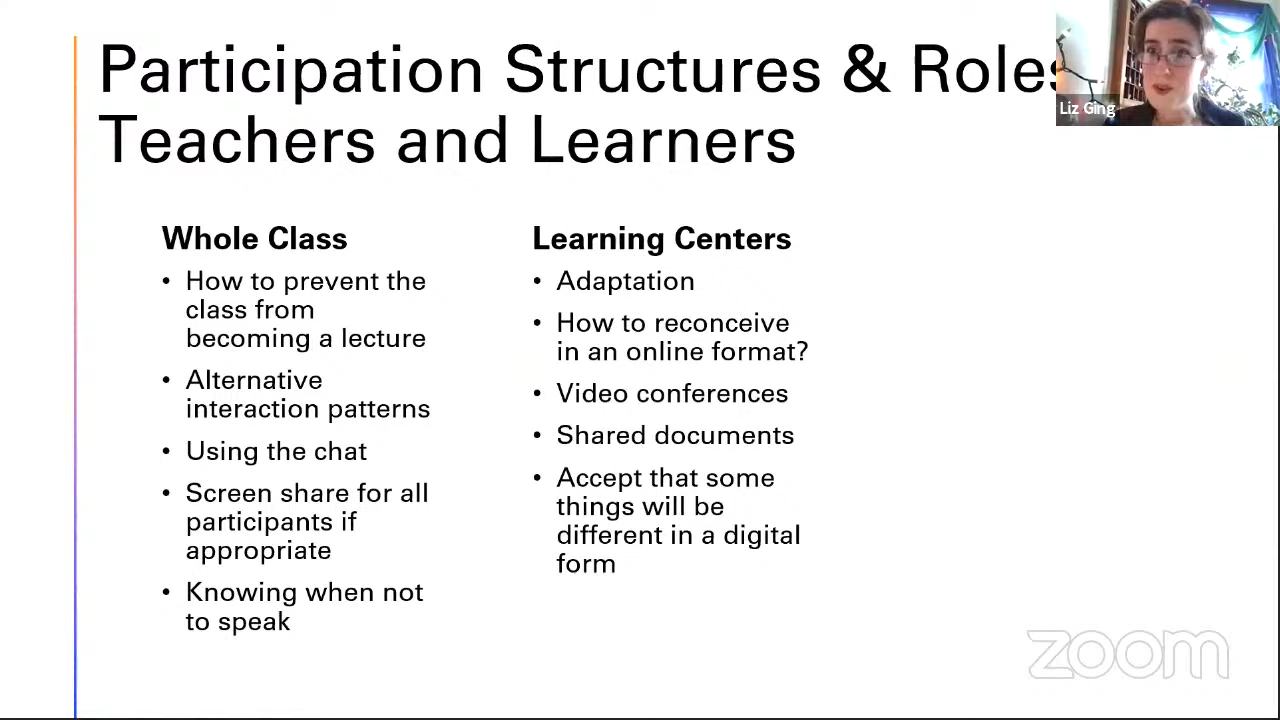 Participation Structures & Roles
Teachers and Learners
Liz Ging
Whole Class
• How to prevent the
class from
becoming a lecture
• Alternative
interaction patterns
• Using the chat
• Screen share for all
participants if
appropriate
• Knowing when not
to speak
Learning Centers
• Adaptation
• How to reconceive
in an online format?
• Video conferences
• Shared documents
• Accept that some
things will be
different in a digital
form
zoom